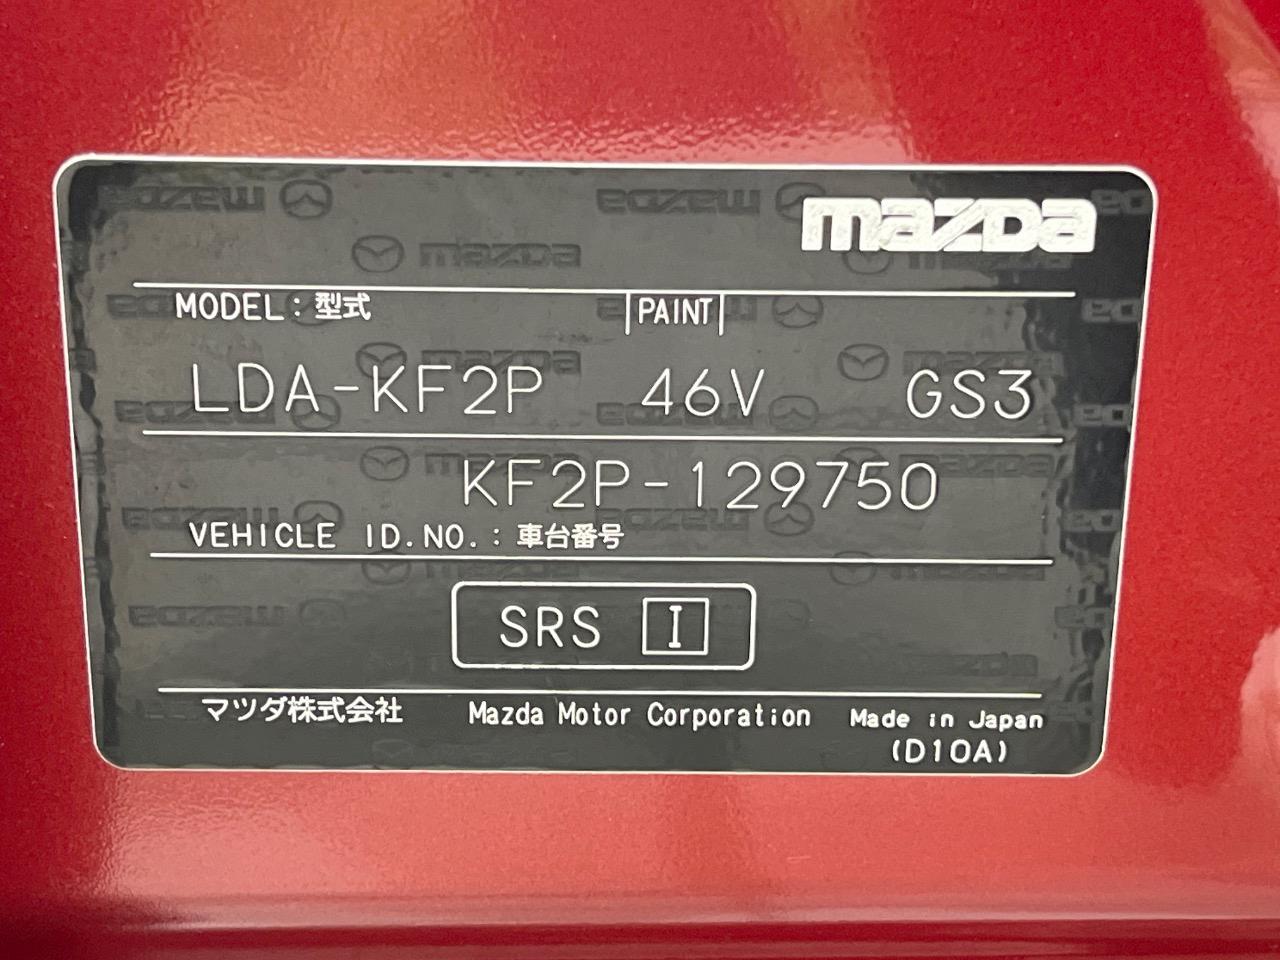 mazda
MODEL: 型式 |PAINT|
LDA-KF2P 46V GS3
KF2P-129750
VEHICLE ID.NO.: 車台番号
SRS I
マツダ株式会社 Mazda Motor Corporation Made in Japan
(D10A)